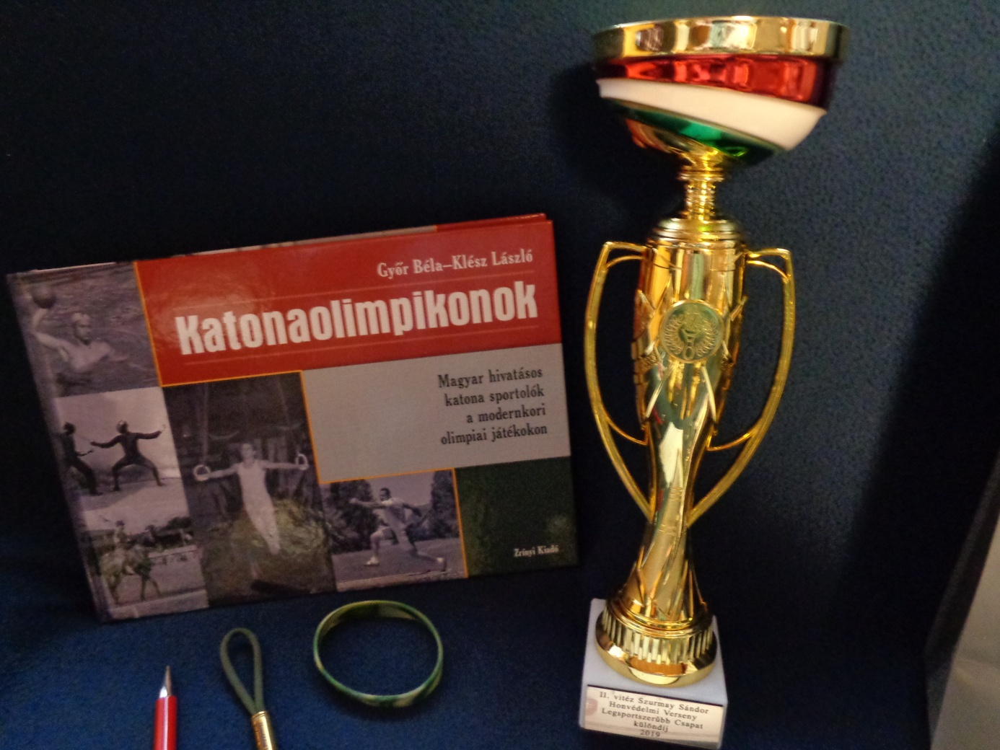 Győr Béla–Klész László
Katonaolimpikonok
Magyar hivatásos
katona sportolók
a modernkori
olimpiai játékokon
Zrínyi Kiadó
II. vitéz Szurmay Sándor
Honvédelmi Verseny
Legsportszerűbb Csapat
különdíj
2019